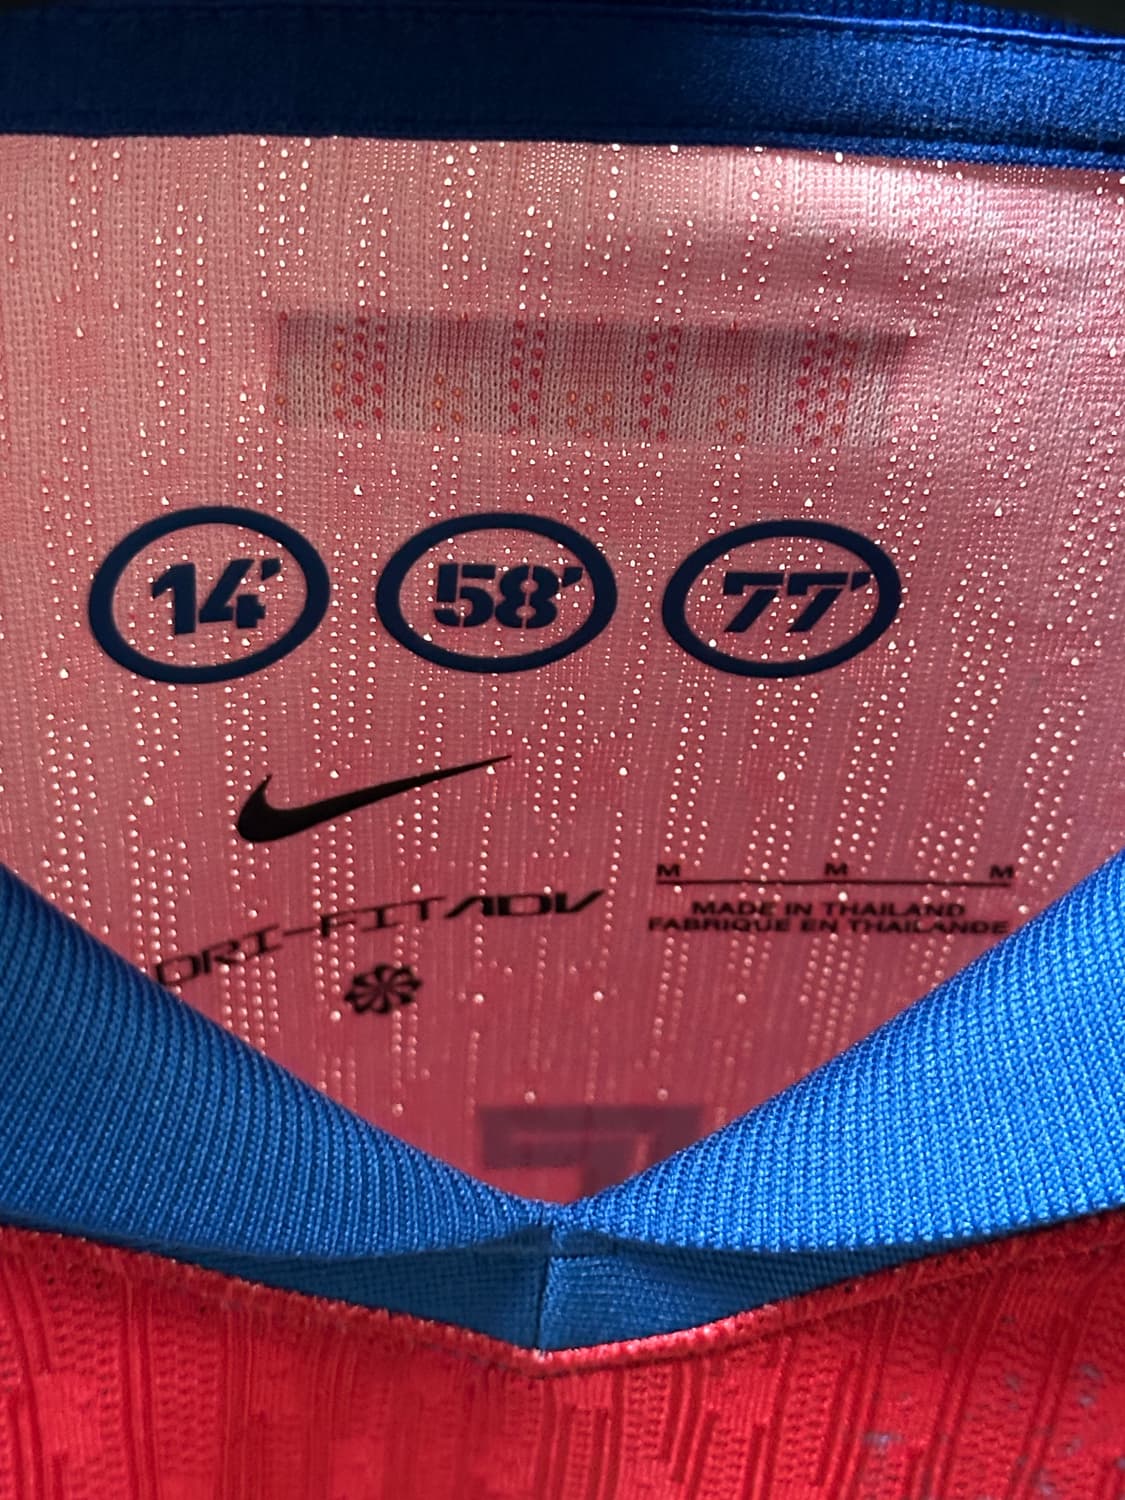 14' 58' 77'
DRI-FIT ADV
M M M
MADE IN THAILAND
FABRIQUE EN THAILANDE